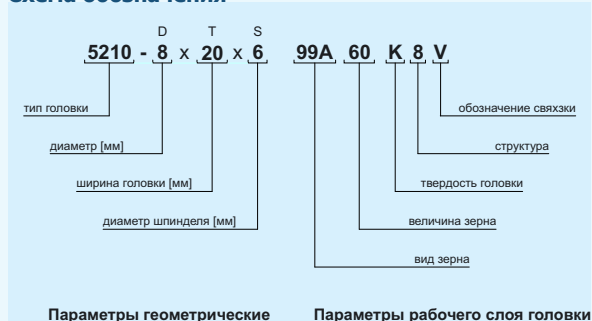 D T S
5210 - 8 x 20 x 6 99A 60 K 8 V
тип головки обозначение свяхзки
диаметр [мм] структура
ширина головки [мм] твердость головки
диаметр шпинделя [мм] величина зерна
вид зерна
Параметры геометрические Параметры рабочего слоя головки